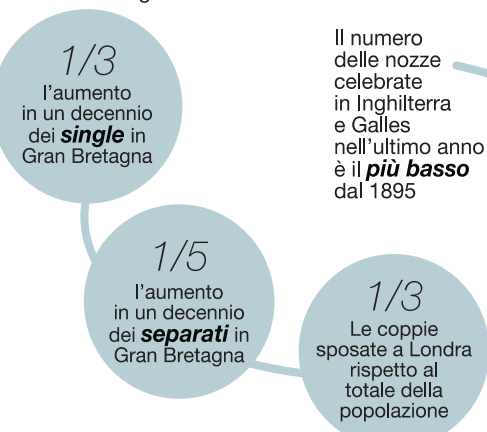 1/3
l'aumento
in un decennio
dei single in
Gran Bretagna
Il numero
delle nozze
celebrate
in Inghilterra
e Galles
nell'ultimo anno
è il più basso
dal 1895
1/5
l'aumento
in un decennio
dei separati in
Gran Bretagna
1/3
Le coppie
sposate a Londra
rispetto al
totale della
popolazione